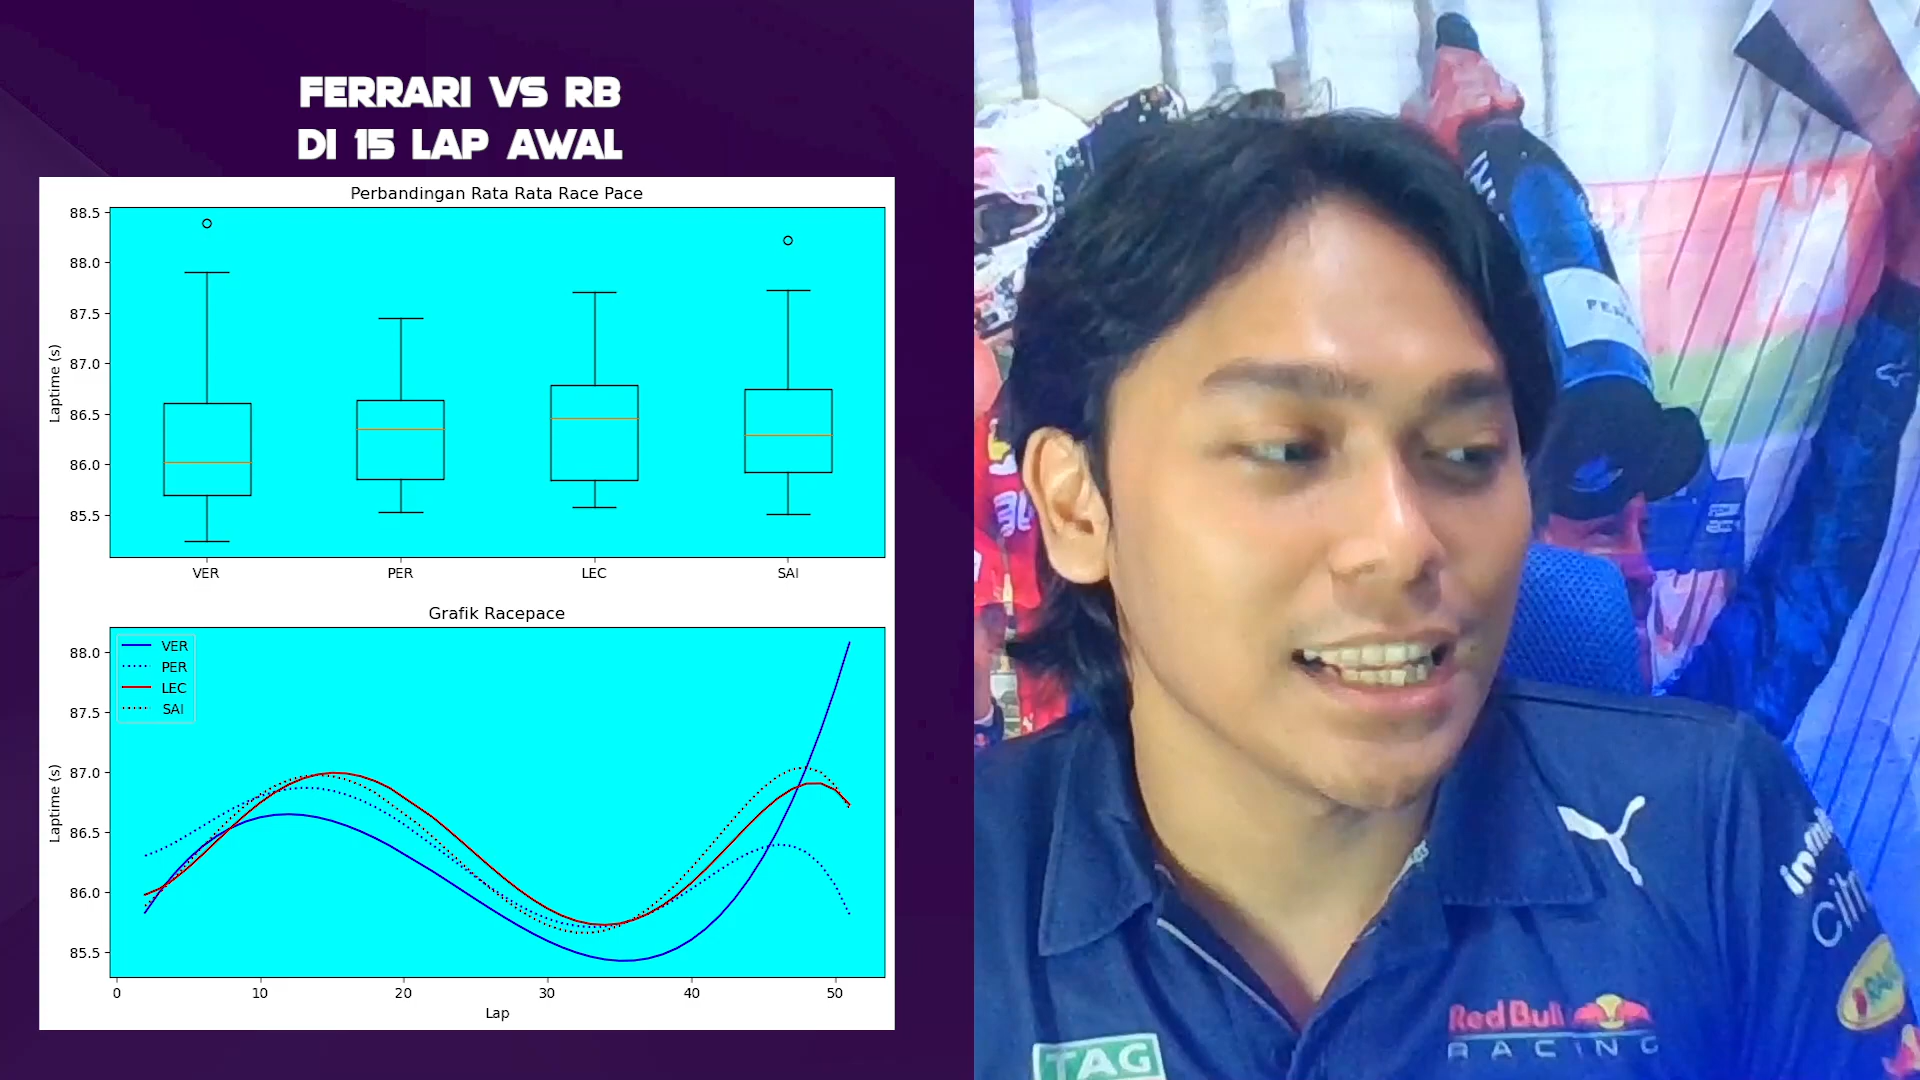 FERRARI VS RB
DI 15 LAP AWAL
Perbandingan Rata Rata Race Pace
Laptime (s)
88.5
88.0
87.5
87.0
86.5
86.0
85.5
VER PER LEC SAI
Grafik Racepace
VER
PER
LEC
SAI
Laptime (s)
88.0
87.5
87.0
86.5
86.0
85.5
0 10 20 30 40 50
Lap
Red Bull
RACING
TAG